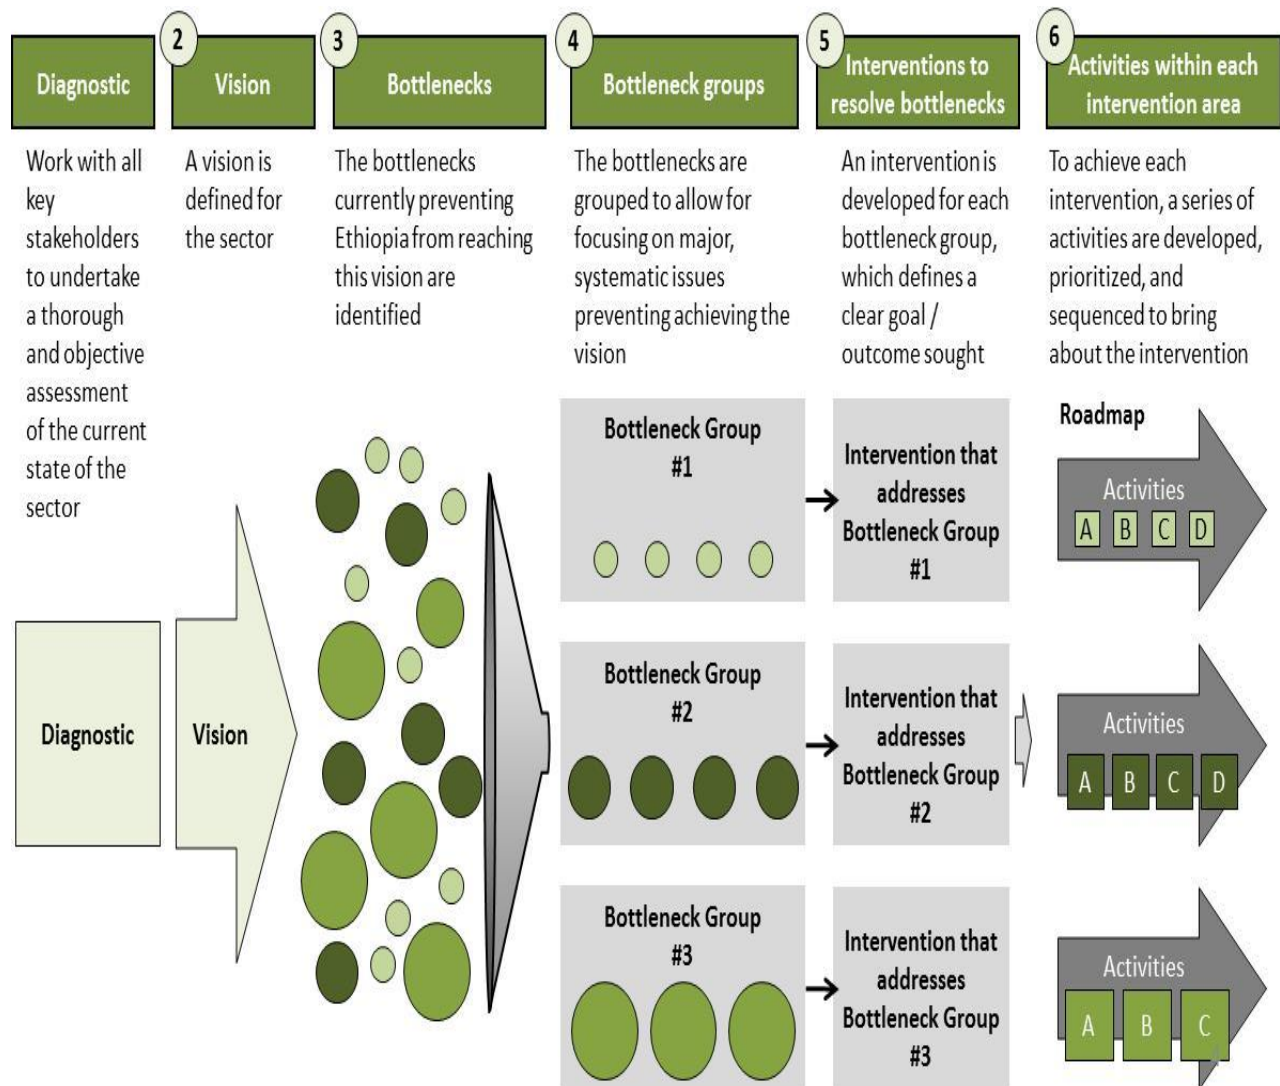 Diagnostic
Work with all
key
stakeholders
to undertake
a thorough
and objective
assessment
of the current
state of the
sector
2
Vision
A vision is
defined for
the sector
3
Bottlenecks
The bottlenecks
currently preventing
Ethiopia from reaching
this vision are
identified
4
Bottleneck groups
The bottlenecks are
grouped to allow for
focusing on major,
systematic issues
preventing achieving the
vision
5
Interventions to
resolve bottlenecks
An intervention is
developed for each
bottleneck group,
which defines a
clear goal /
outcome sought
6
Activities within each
intervention area
To achieve each
intervention, a series of
activities are developed,
prioritized, and
sequenced to bring
about the intervention
Diagnostic
Vision
Bottleneck Group
#1
Intervention that
addresses
Bottleneck Group
#1
Roadmap
Activities
A B C D
Bottleneck Group
#2
Intervention that
addresses
Bottleneck Group
#2
Activities
A B C D
Bottleneck Group
#3
Intervention that
addresses
Bottleneck Group
#3
Activities
A B C